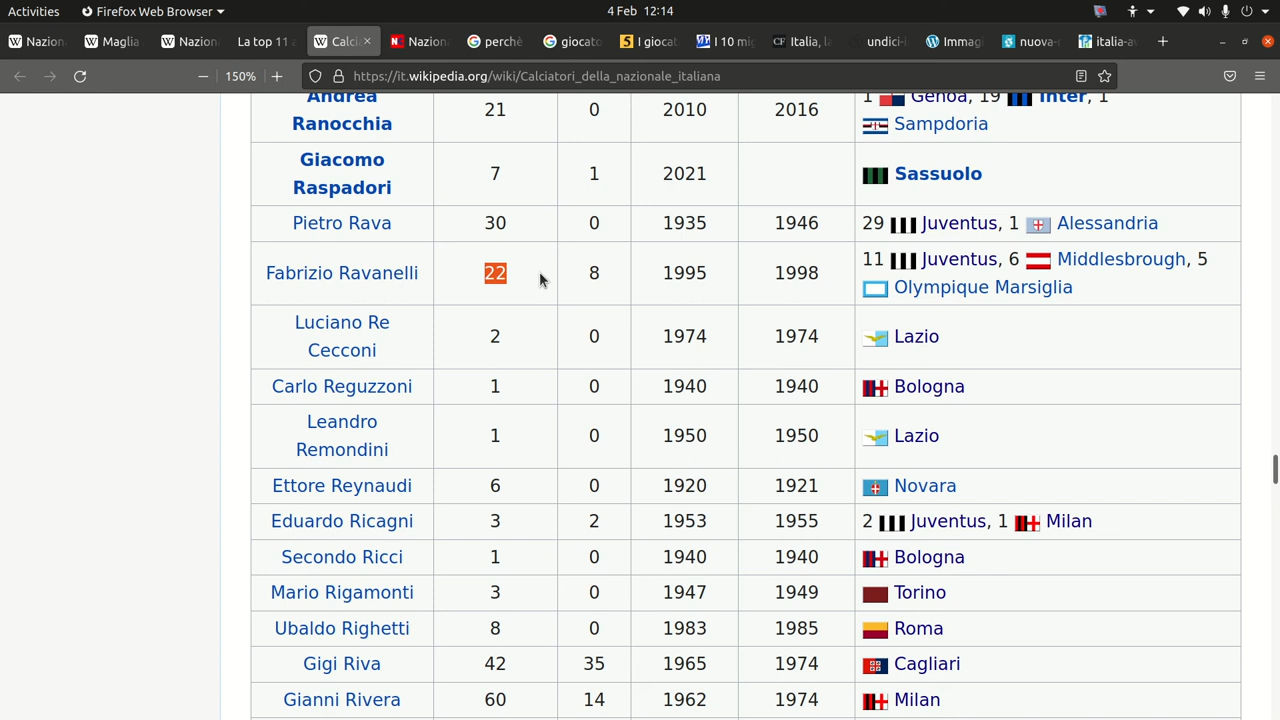 Activities Firefox Web Browser 4 Feb 12:14
Nazion Maglia Nazion La top 11 Calci Nazion perchè giocato I giocat I 10 mi Italia, la undici-i Immagi nuova- italia-av
150% https://it.wikipedia.org/wiki/Calciatori_della_nazionale_italiana
Andrea
Ranocchia 21 0 2010 2016 1 Genoa, 19 Inter, 1
Sampdoria
Giacomo
Raspadori 7 1 2021 Sassuolo
Pietro Rava 30 0 1935 1946 29 Juventus, 1 Alessandria
Fabrizio Ravanelli 22 8 1995 1998 11 Juventus, 6 Middlesbrough, 5
Olympique Marsiglia
Luciano Re
Cecconi 2 0 1974 1974 Lazio
Carlo Reguzzoni 1 0 1940 1940 Bologna
Leandro
Remondini 1 0 1950 1950 Lazio
Ettore Reynaudi 6 0 1920 1921 Novara
Eduardo Ricagni 3 2 1953 1955 2 Juventus, 1 Milan
Secondo Ricci 1 0 1940 1940 Bologna
Mario Rigamonti 3 0 1947 1949 Torino
Ubaldo Righetti 8 0 1983 1985 Roma
Gigi Riva 42 35 1965 1974 Cagliari
Gianni Rivera 60 14 1962 1974 Milan